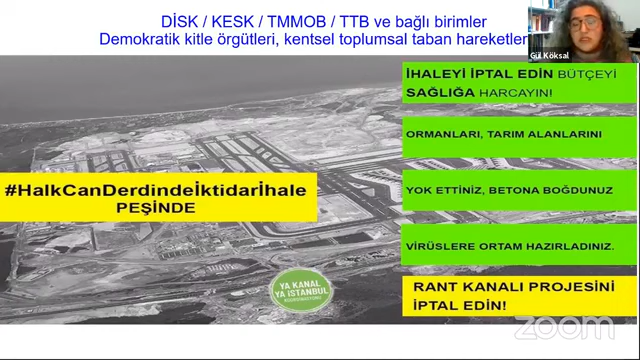 DİSK / KESK / TMMOB / TTB ve bağlı birimler
Demokratik kitle örgütleri, kentsel toplumsal taban hareketler
Gül Köksal
İHALEYİ İPTAL EDİN BÜTÇEYİ
SAĞLIĞA HARCAYIN!
ORMANLARI, TARIM ALANLARINI
#HalkCanDerdindeİktidarİhale
PEŞİNDE
YOK ETTİNİZ, BETONA BOĞDUNUZ
VİRÜSLERE ORTAM HAZIRLADINIZ.
YA KANAL
YA İSTANBUL
RANT KANALI PROJESİNİ
İPTAL EDİN!
zoom